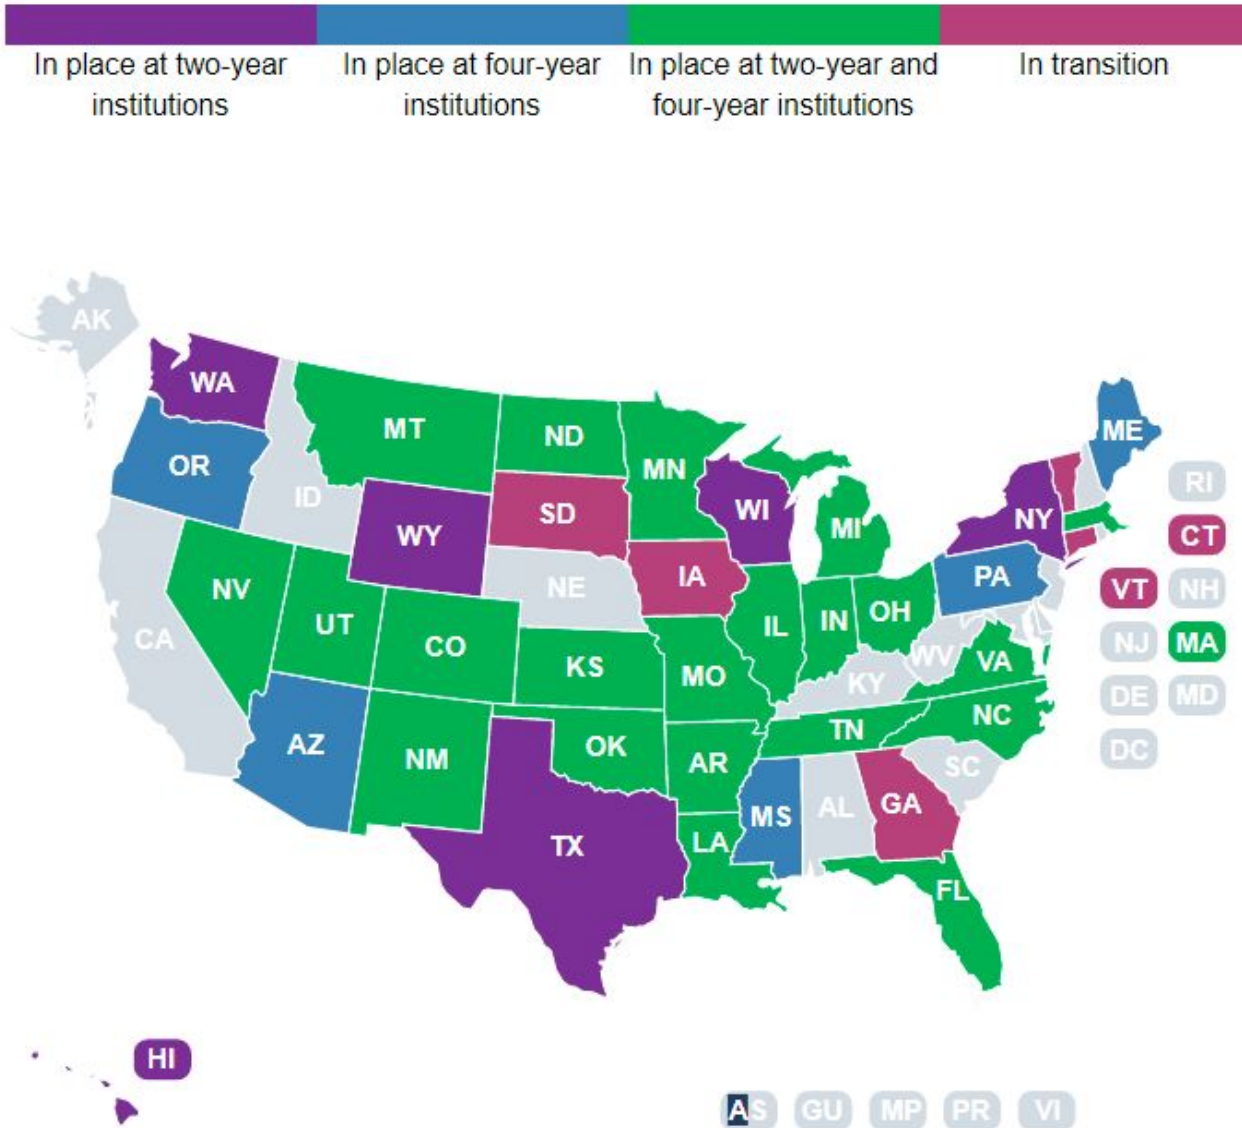 In place at two-year institutions
In place at four-year institutions
In place at two-year and four-year institutions
In transition
AK
WA
MT
ND
MN
ME
OR
ID
WY
SD
WI
MI
NY
RI
CT
VT
NH
NJ
MA
DE
MD
DC
NV
UT
CO
NE
IA
IL
IN
OH
PA
CA
KS
MO
KY
WV
VA
AZ
NM
OK
AR
TN
NC
SC
TX
LA
MS
AL
GA
FL
HI
AS
GU
MP
PR
VI